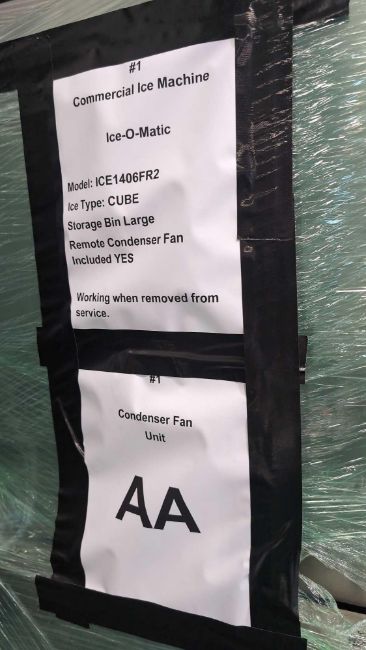 #1
Commercial Ice Machine
Ice-O-Matic
Model: ICE1406FR2
Ice Type: CUBE
Storage Bin Large
Remote Condenser Fan
Included YES
Working when removed from
service.
#1
Condenser Fan
Unit
AA